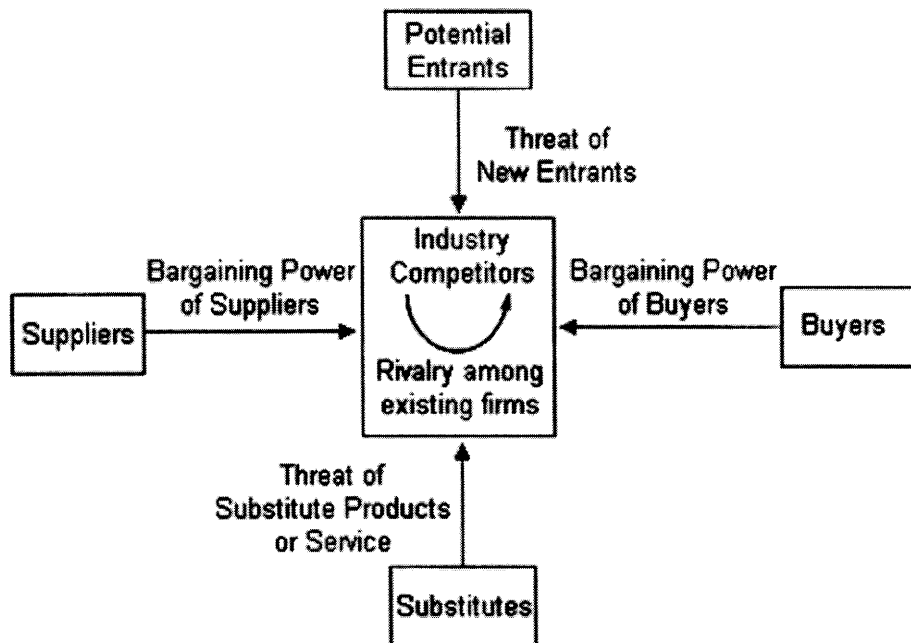 Potential
Entrants
Threat of
New Entrants
Industry
Competitors
Bargaining Power
of Suppliers
Bargaining Power
of Buyers
Suppliers
Buyers
Rivalry among
existing firms
Threat of
Substitute Products
or Service
Substitutes